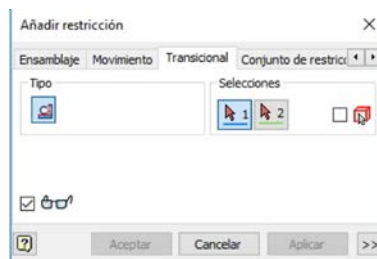 Añadir restricción
Ensamblaje Movimiento Transicional Conjunto de restricc
Tipo Selecciones
1 2
Aceptar Cancelar Aplicar >>